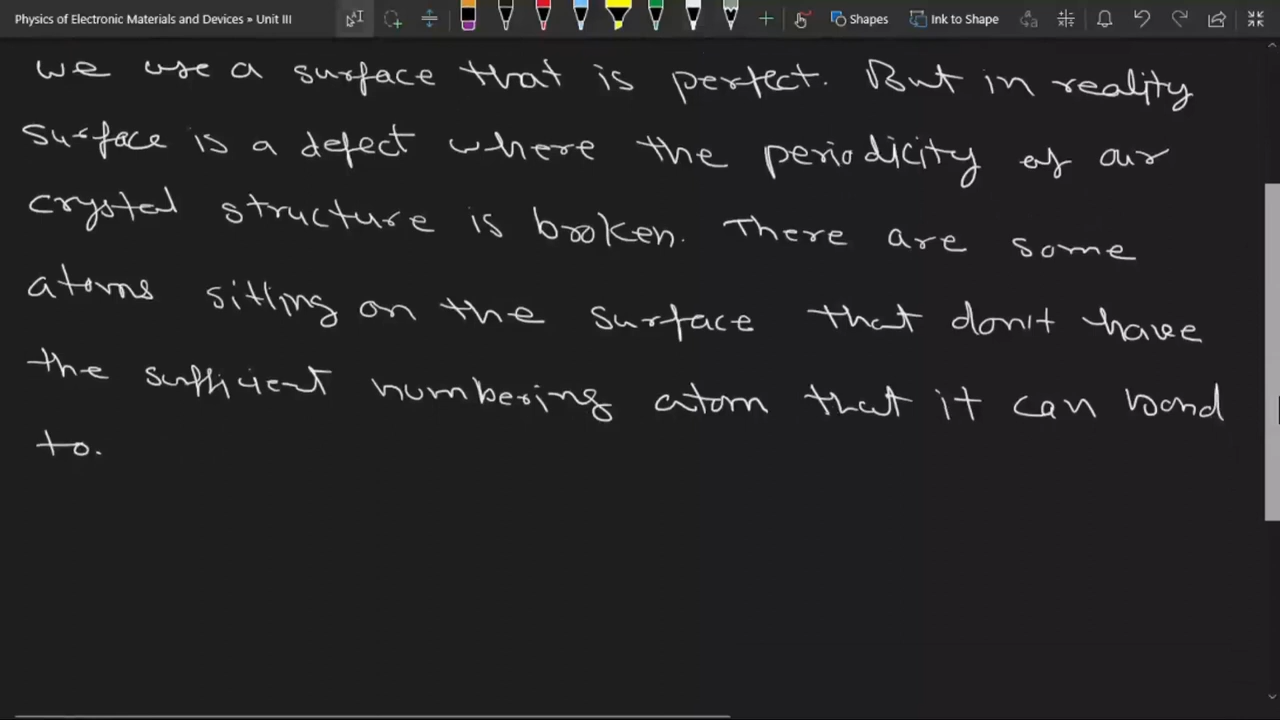 Physics of Electronic Materials and Devices » Unit III
Shapes
Ink to Shape
we use a surface that is perfect. But in reality
surface is a defect where the periodicity of our
crystal structure is broken. There are some
atoms sitting on the surface that don't have
the sufficient numbering atom that it can bond
to.